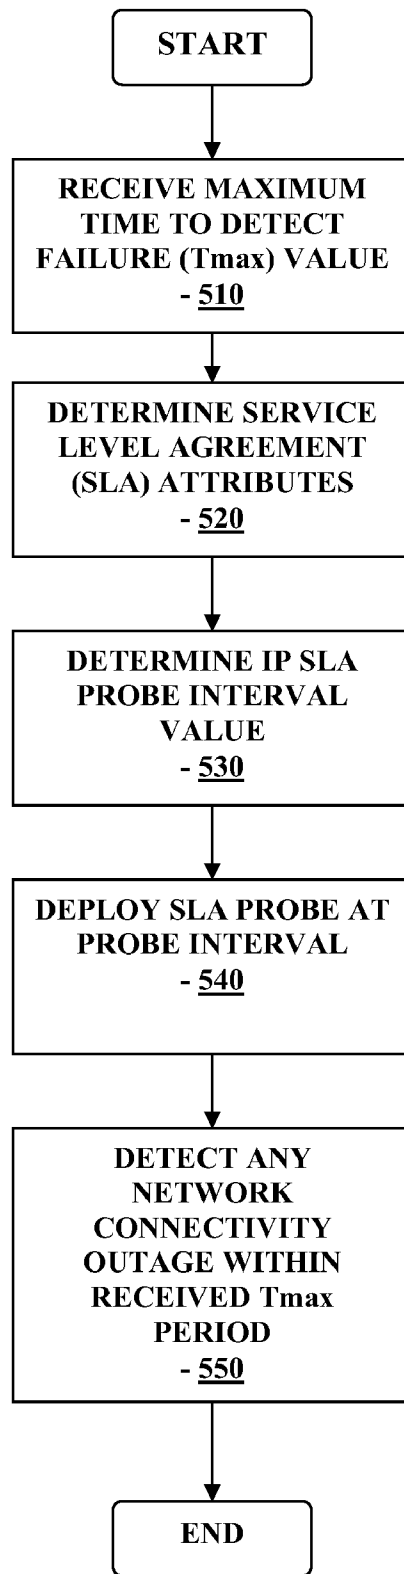 START
RECEIVE MAXIMUM
TIME TO DETECT
FAILURE (Tmax) VALUE
- 510
DETERMINE SERVICE
LEVEL AGREEMENT
(SLA) ATTRIBUTES
- 520
DETERMINE IP SLA
PROBE INTERVAL
VALUE
- 530
DEPLOY SLA PROBE AT
PROBE INTERVAL
- 540
DETECT ANY
NETWORK
CONNECTIVITY
OUTAGE WITHIN
RECEIVED Tmax
PERIOD
- 550
END